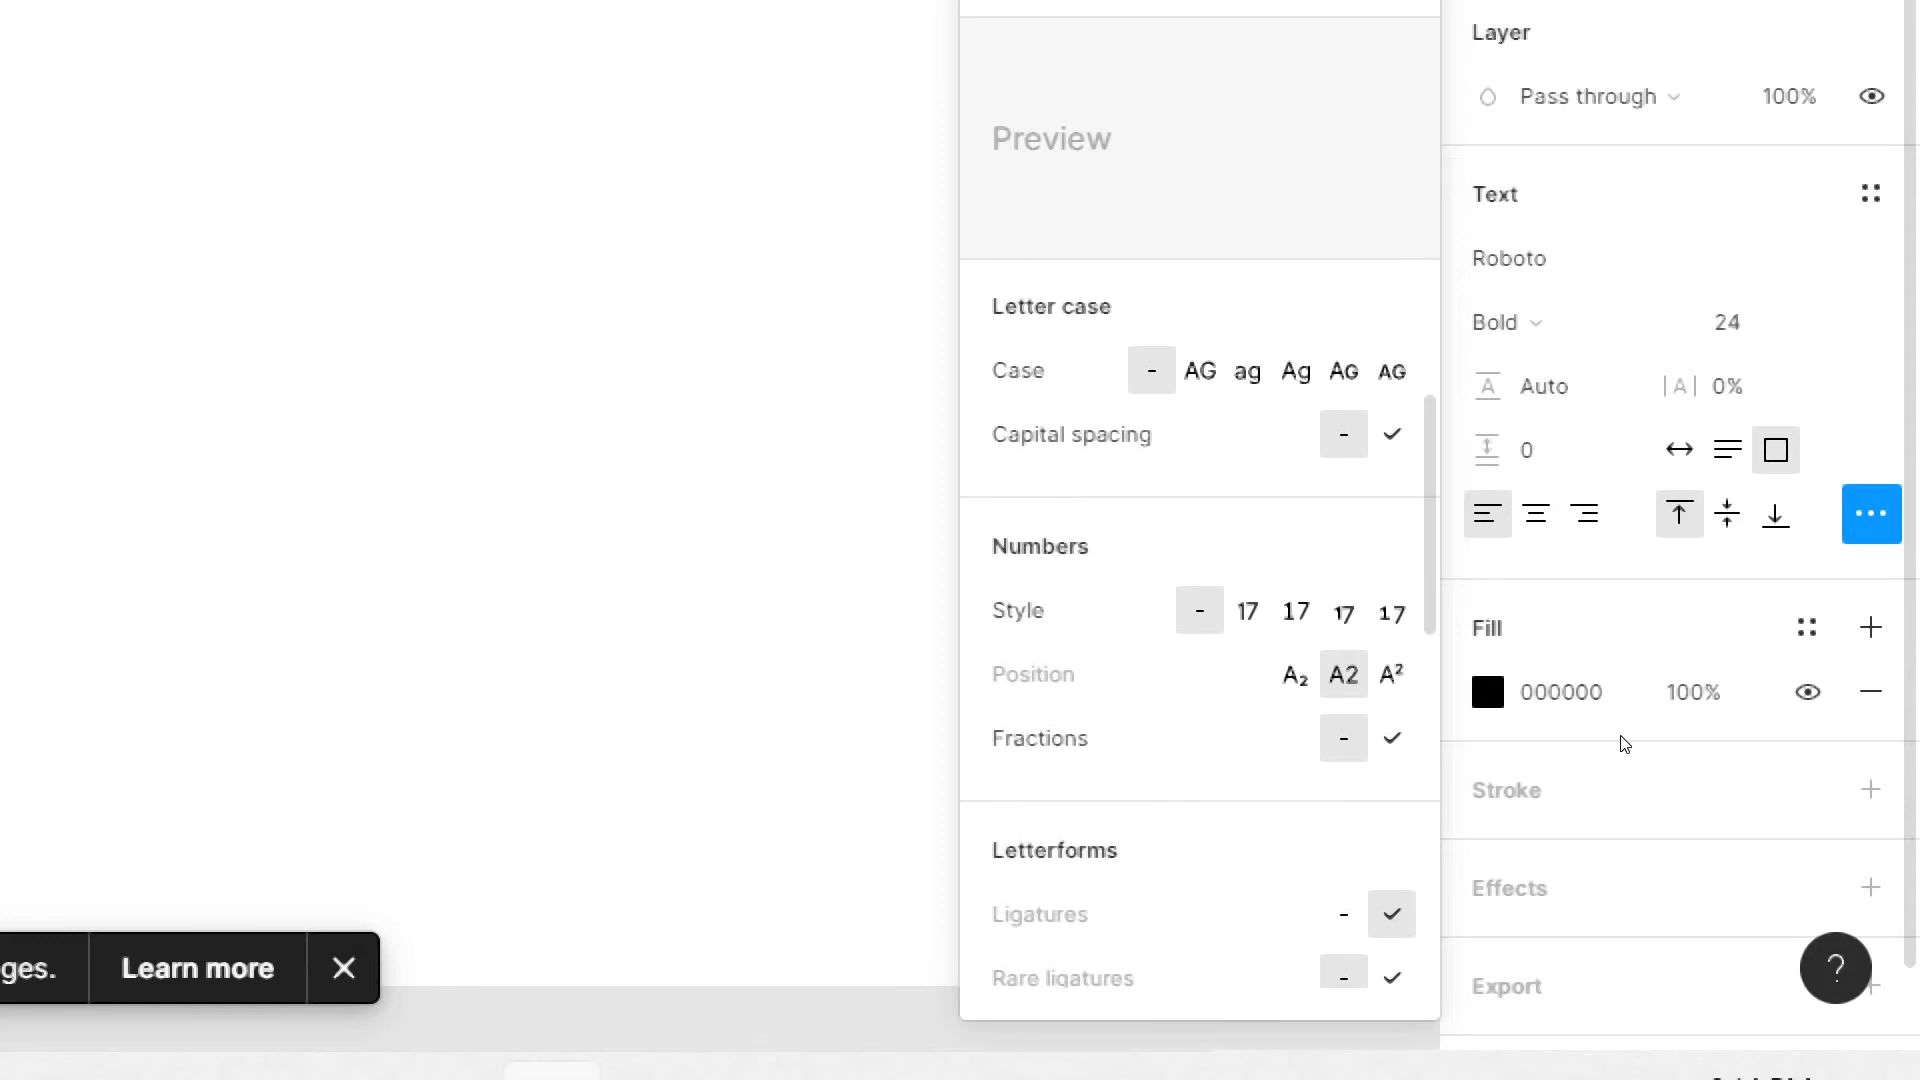 Preview
Letter case
Case - AG ag Ag AG AG
Capital spacing -
Numbers
Style - 17 17 17 17
Position A₂ A2 A²
Fractions -
Letterforms
Ligatures -
Rare ligatures -
Layer
Pass through 100%
Text
Roboto
Bold 24
A Auto |A| 0%
0
...
Fill
000000 100%
Stroke
Effects
Export
?
ges. Learn more